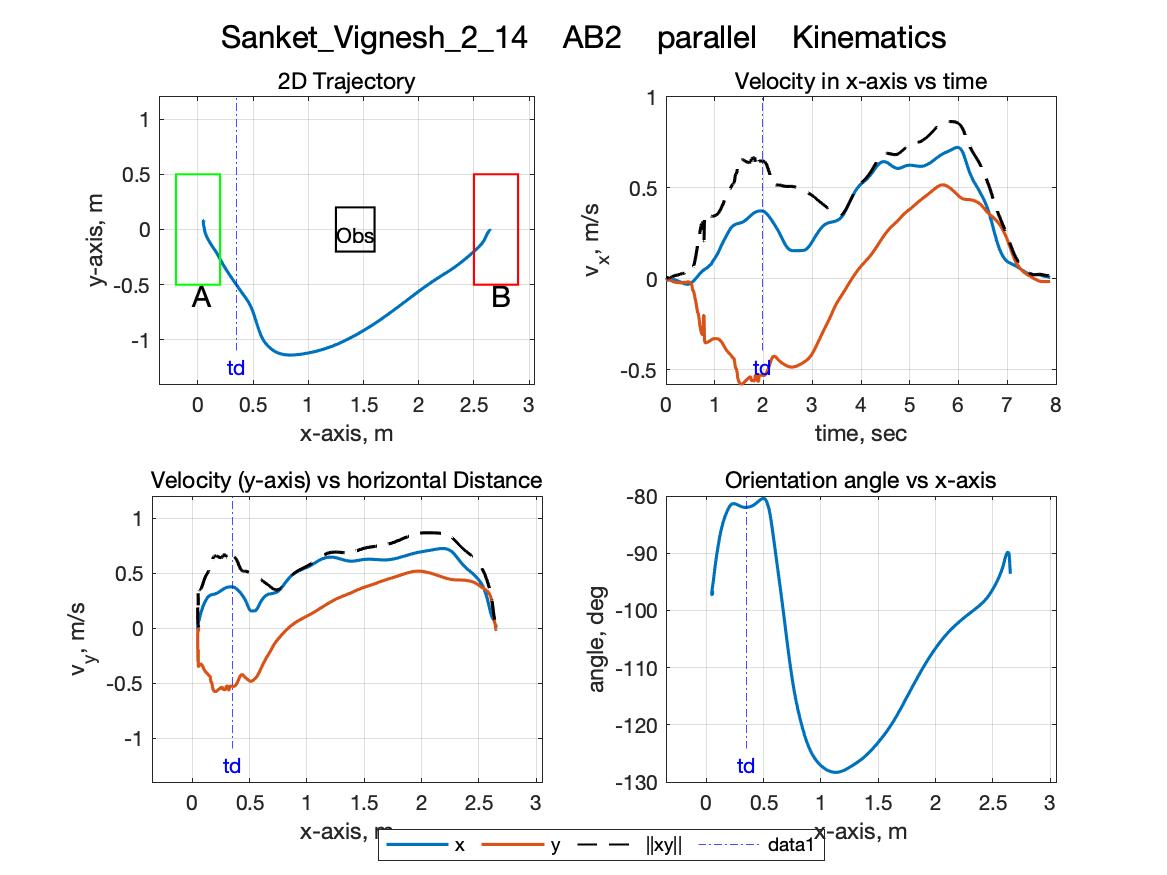 Sanket_Vignesh_2_14 AB2 parallel Kinematics
2D Trajectory
1
0.5
0
-0.5
-1
y-axis, m
Obs
A
B
td
0 0.5 1 1.5 2 2.5 3
x-axis, m
Velocity in x-axis vs time
1
0.5
0
-0.5
vx, m/s
td
0 1 2 3 4 5 6 7 8
time, sec
Velocity (y-axis) vs horizontal Distance
1
0.5
0
-0.5
-1
vy, m/s
td
0 0.5 1 1.5 2 2.5 3
x-axis, m
Orientation angle vs x-axis
-80
-90
-100
-110
-120
-130
angle, deg
td
0 0.5 1 1.5 2 2.5 3
x-axis, m
x y ||xy|| data1